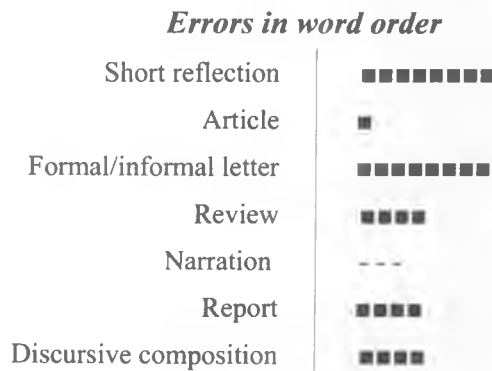 Errors in word order
Short reflection ■■■■■■■■
Article ■
Formal/informal letter ■■■■■■■■
Review ■■■■
Narration - - -
Report ■■■■
Discursive composition ■■■■